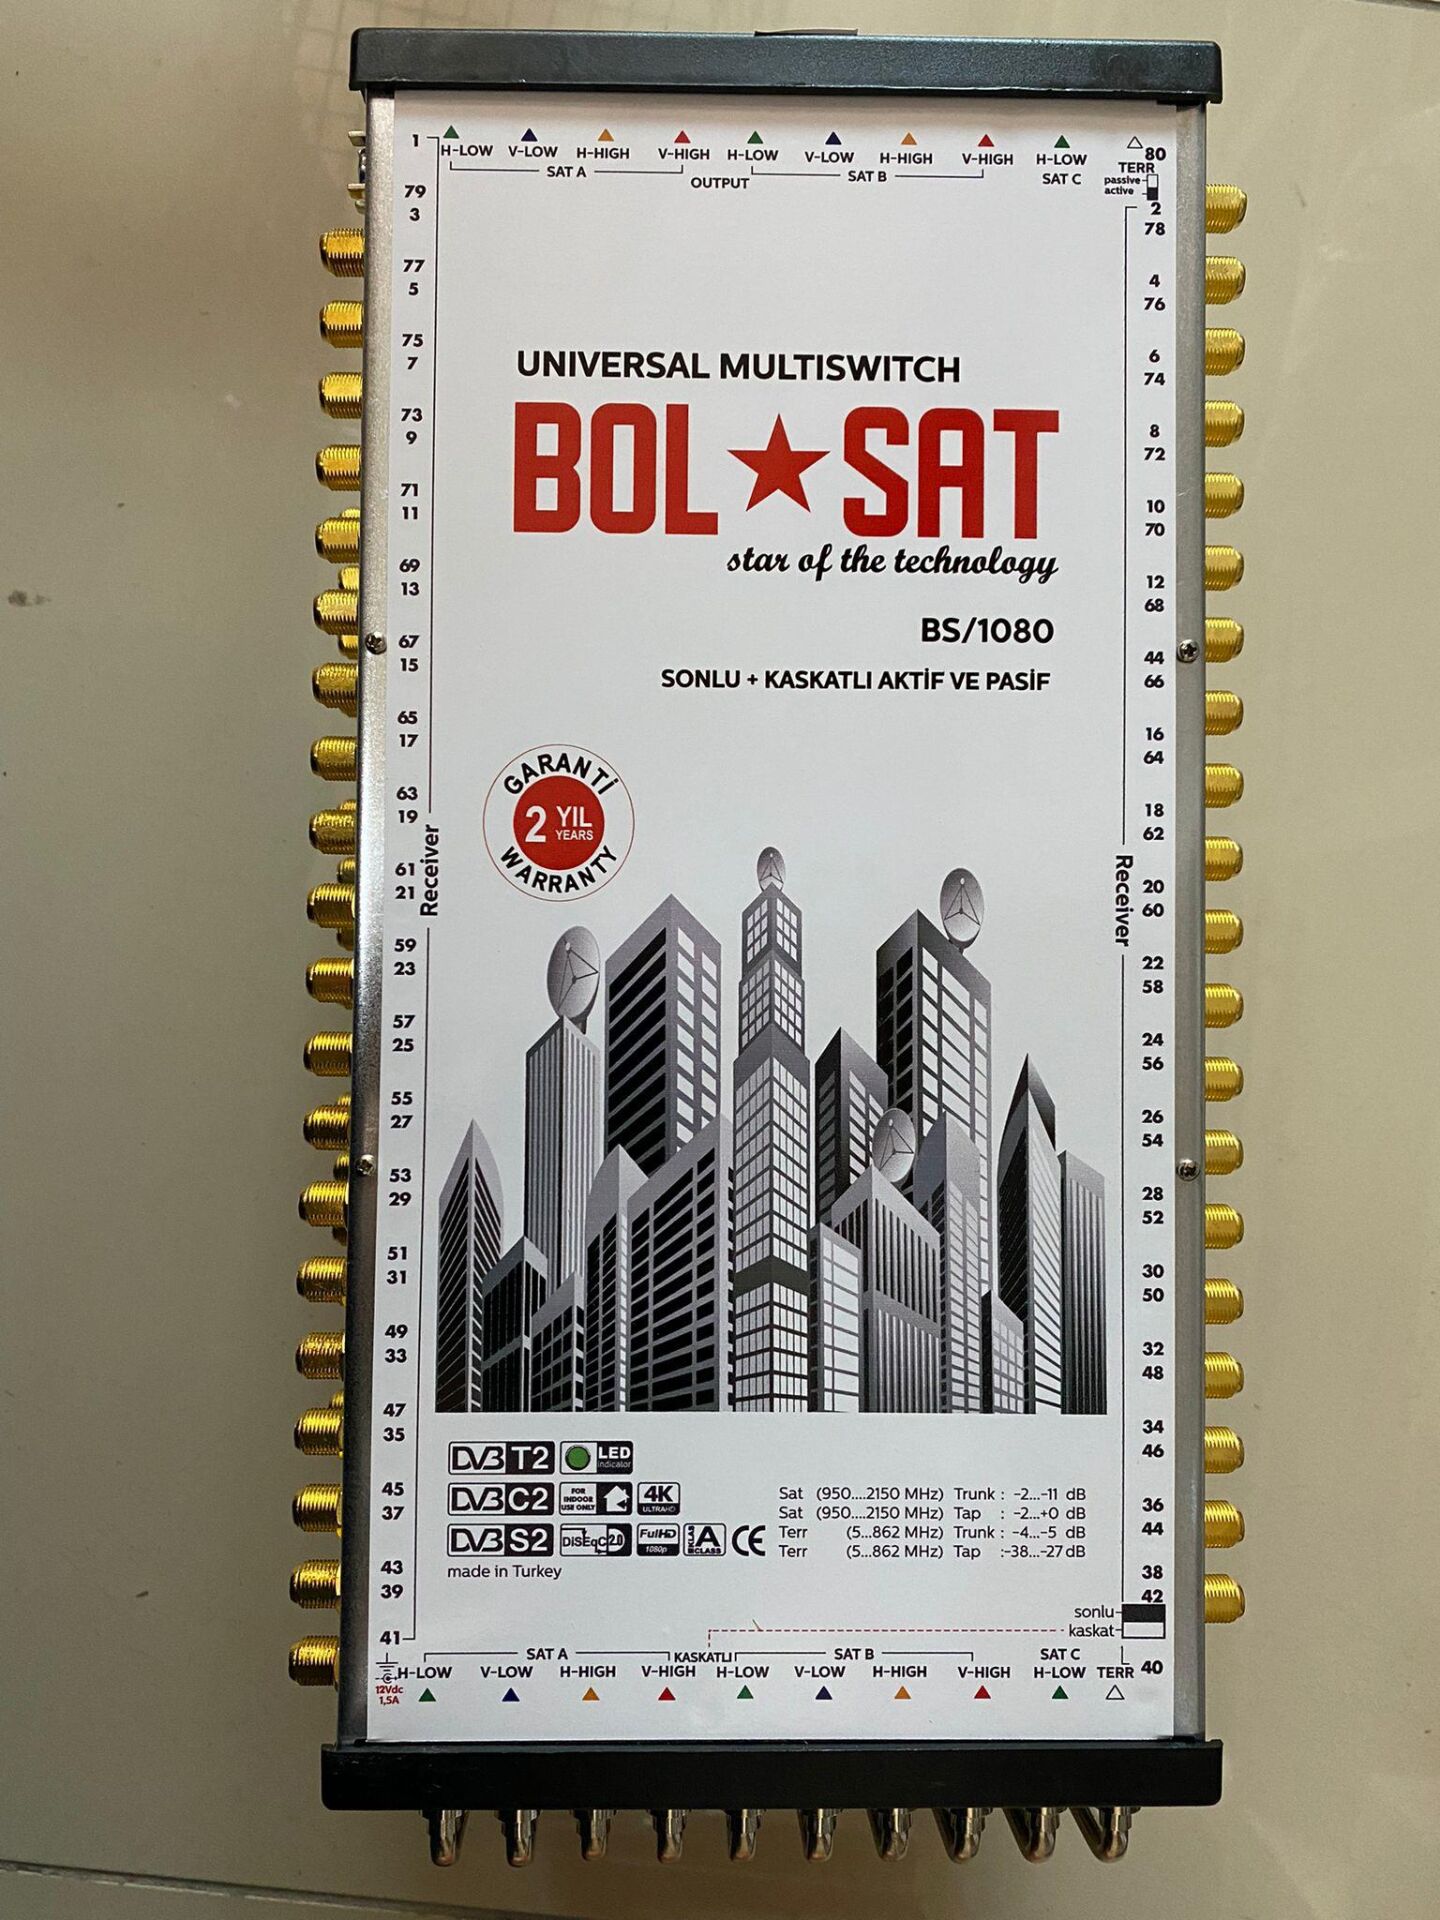 1
H-LOW V-LOW H-HIGH V-HIGH H-LOW V-LOW H-HIGH V-HIGH H-LOW TERR 80
SAT A OUTPUT SAT B SAT C
passive
active
79
3
77
5
75
7
73
9
71
11
69
13
67
15
65
17
63
19
61
21
59
23
57
25
55
27
53
29
51
31
49
33
47
35
45
37
43
39
41
Receiver
2
78
4
76
6
74
8
72
10
70
12
68
44
66
16
64
18
62
20
60
22
58
24
56
26
54
28
52
30
50
32
48
34
46
36
44
38
42
40
Receiver
UNIVERSAL MULTISWITCH
BOL SAT
star of the technology
BS/1080
SONLU + KASKATLI AKTİF VE PASİF
GARANTİ
2 YIL
YEARS
WARRANTY
DVB T2 LED
indicator
DVB C2 FOR
INDOOR
USE ONLY 4K
ULTRAHD
DVB S2 DiSEqC 2.0 FullHD
1080p KLAS A CLASS CE
made in Turkey
Sat (950....2150 MHz) Trunk : -2...-11 dB
Sat (950....2150 MHz) Tap : -2...+0 dB
Terr (5...862 MHz) Trunk : -4...-5 dB
Terr (5...862 MHz) Tap :-38...-27 dB
sonlu
kaskat
SAT A KASKATLI SAT B SAT C
H-LOW V-LOW H-HIGH V-HIGH H-LOW V-LOW H-HIGH V-HIGH H-LOW TERR
12Vdc
1,5A